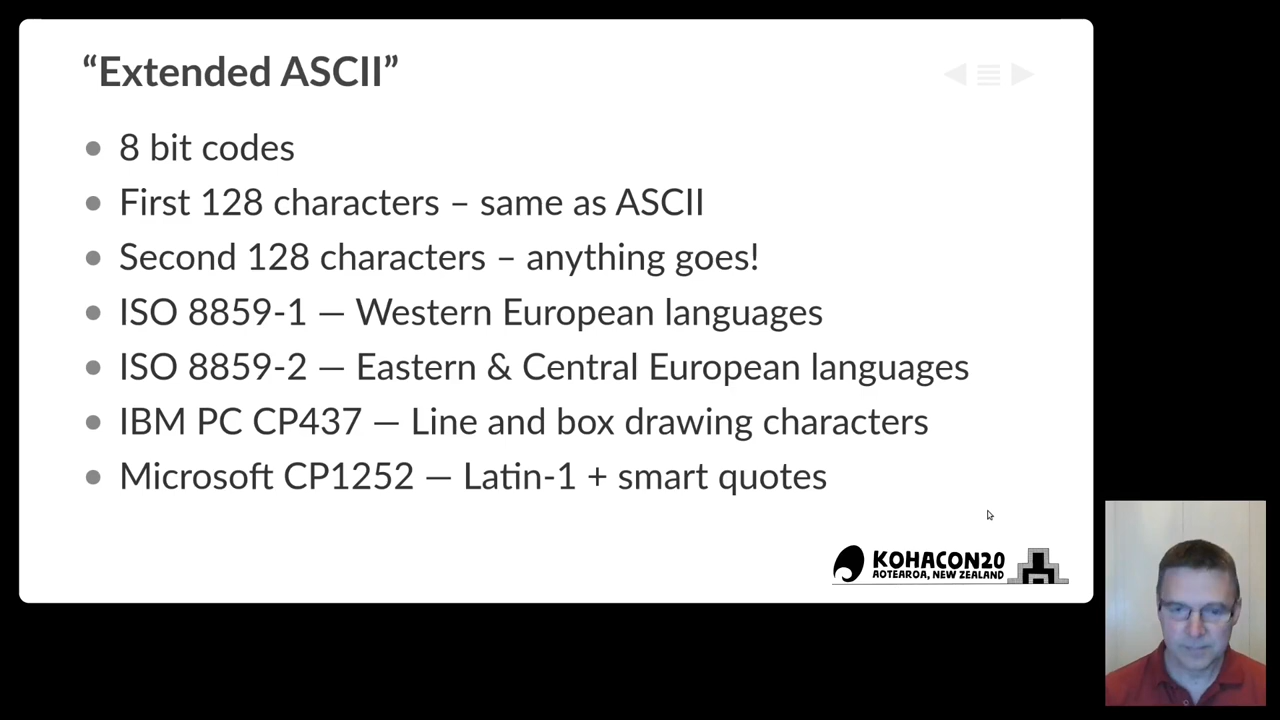 “Extended ASCII”
8 bit codes
First 128 characters – same as ASCII
Second 128 characters – anything goes!
ISO 8859-1 — Western European languages
ISO 8859-2 — Eastern & Central European languages
IBM PC CP437 — Line and box drawing characters
Microsoft CP1252 — Latin-1 + smart quotes
KOHACON20
AOTEAROA, NEW ZEALAND